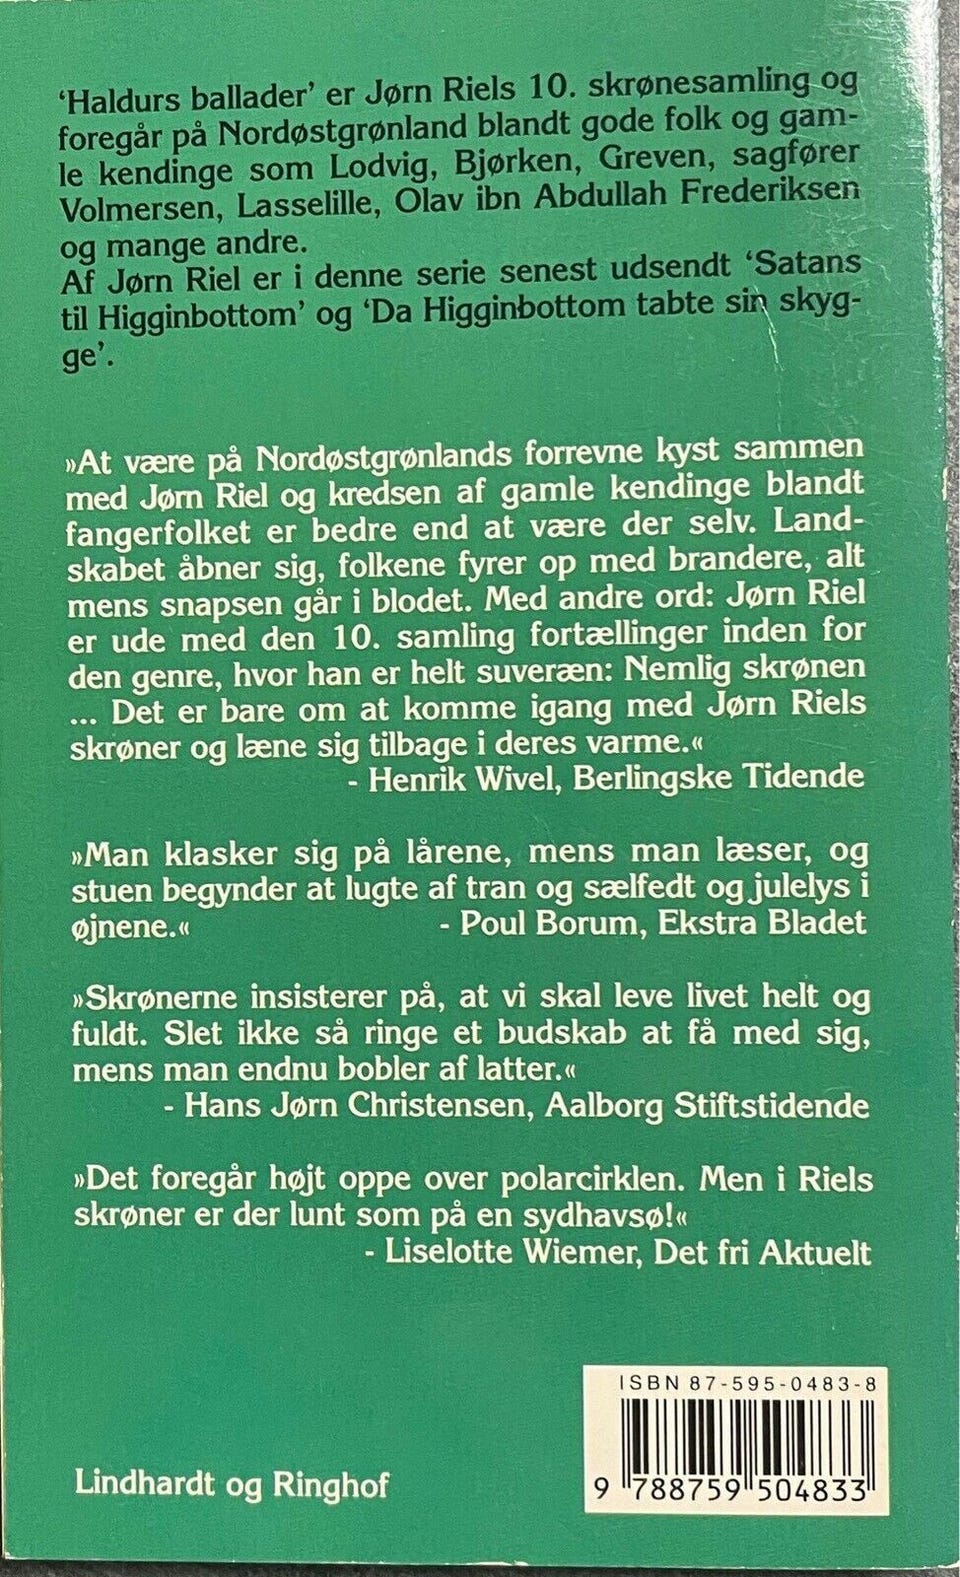 ‘Haldurs ballader’ er Jørn Riels 10. skrønesamling og
foregår på Nordøstgrønland blandt gode folk og gam-
le kendinge som Lodvig, Bjørken, Greven, sagfører
Volmersen, Lasselille, Olav ibn Abdullah Frederiksen
og mange andre.
Af Jørn Riel er i denne serie senest udsendt ‘Satans
til Higginbottom’ og ‘Da Higginbottom tabte sin skyg-
ge’.
»At være på Nordøstgrønlands forrevne kyst sammen
med Jørn Riel og kredsen af gamle kendinge blandt
fangerfolket er bedre end at være der selv. Land-
skabet åbner sig, folkene fyrer op med brandere, alt
mens snapsen går i blodet. Med andre ord: Jørn Riel
er ude med den 10. samling fortællinger inden for
den genre, hvor han er helt suveræn: Nemlig skrønen
... Det er bare om at komme igang med Jørn Riels
skrøner og læne sig tilbage i deres varme.«
- Henrik Wivel, Berlingske Tidende
»Man klasker sig på lårene, mens man læser, og
stuen begynder at lugte af tran og sælfedt og julelys i
øjnene.« - Poul Borum, Ekstra Bladet
»Skrønerne insisterer på, at vi skal leve livet helt og
fuldt. Slet ikke så ringe et budskab at få med sig,
mens man endnu bobler af latter.«
- Hans Jørn Christensen, Aalborg Stiftstidende
»Det foregår højt oppe over polarcirklen. Men i Riels
skrøner er der lunt som på en sydhavsø!«
- Liselotte Wiemer, Det fri Aktuelt
ISBN 87-595-0483-8
9 788759 504833
Lindhardt og Ringhof